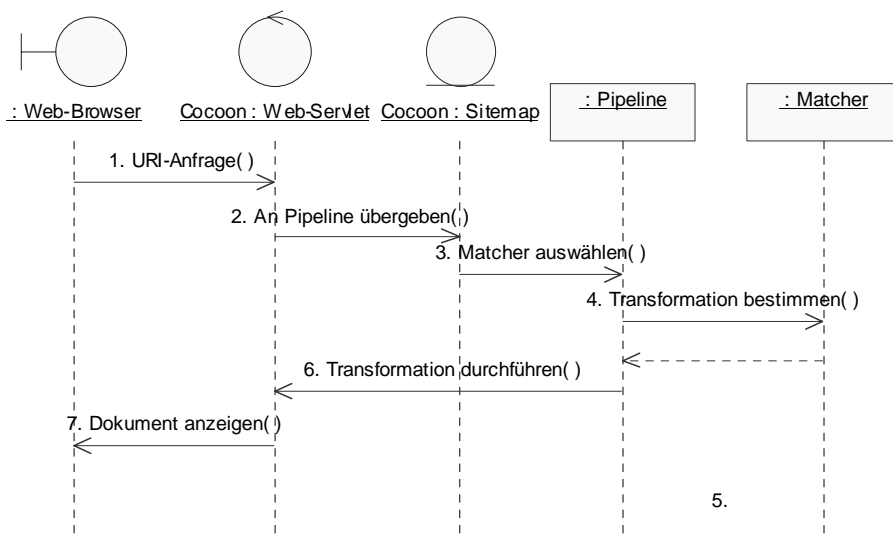 : Web-Browser
Cocoon : Web-Servlet
Cocoon : Sitemap
: Pipeline
: Matcher
1. URI-Anfrage( )
2. An Pipeline übergeben( )
3. Matcher auswählen( )
4. Transformation bestimmen( )
6. Transformation durchführen( )
7. Dokument anzeigen( )
5.